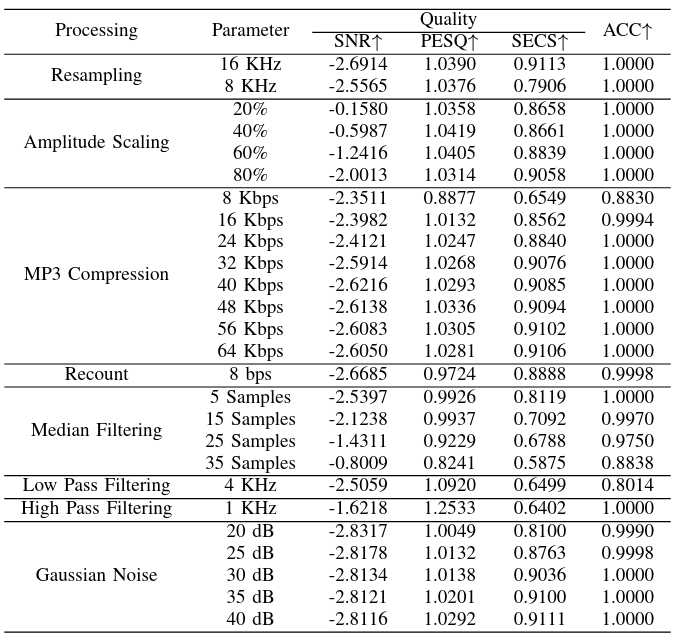 Processing Parameter Quality ACC↑
SNR↑ PESQ↑ SECS↑
Resampling 16 KHz -2.6914 1.0390 0.9113 1.0000
8 KHz -2.5565 1.0376 0.7906 1.0000
Amplitude Scaling 20% -0.1580 1.0358 0.8658 1.0000
40% -0.5987 1.0419 0.8661 1.0000
60% -1.2416 1.0405 0.8839 1.0000
80% -2.0013 1.0314 0.9058 1.0000
MP3 Compression 8 Kbps -2.3511 0.8877 0.6549 0.8830
16 Kbps -2.3982 1.0132 0.8562 0.9994
24 Kbps -2.4121 1.0247 0.8840 1.0000
32 Kbps -2.5914 1.0268 0.9076 1.0000
40 Kbps -2.6216 1.0293 0.9085 1.0000
48 Kbps -2.6138 1.0336 0.9094 1.0000
56 Kbps -2.6083 1.0305 0.9102 1.0000
64 Kbps -2.6050 1.0281 0.9106 1.0000
Recount 8 bps -2.6685 0.9724 0.8888 0.9998
Median Filtering 5 Samples -2.5397 0.9926 0.8119 1.0000
15 Samples -2.1238 0.9937 0.7092 0.9970
25 Samples -1.4311 0.9229 0.6788 0.9750
35 Samples -0.8009 0.8241 0.5875 0.8838
Low Pass Filtering 4 KHz -2.5059 1.0920 0.6499 0.8014
High Pass Filtering 1 KHz -1.6218 1.2533 0.6402 1.0000
Gaussian Noise 20 dB -2.8317 1.0049 0.8100 0.9990
25 dB -2.8178 1.0132 0.8763 0.9998
30 dB -2.8134 1.0138 0.9036 1.0000
35 dB -2.8121 1.0201 0.9100 1.0000
40 dB -2.8116 1.0292 0.9111 1.0000